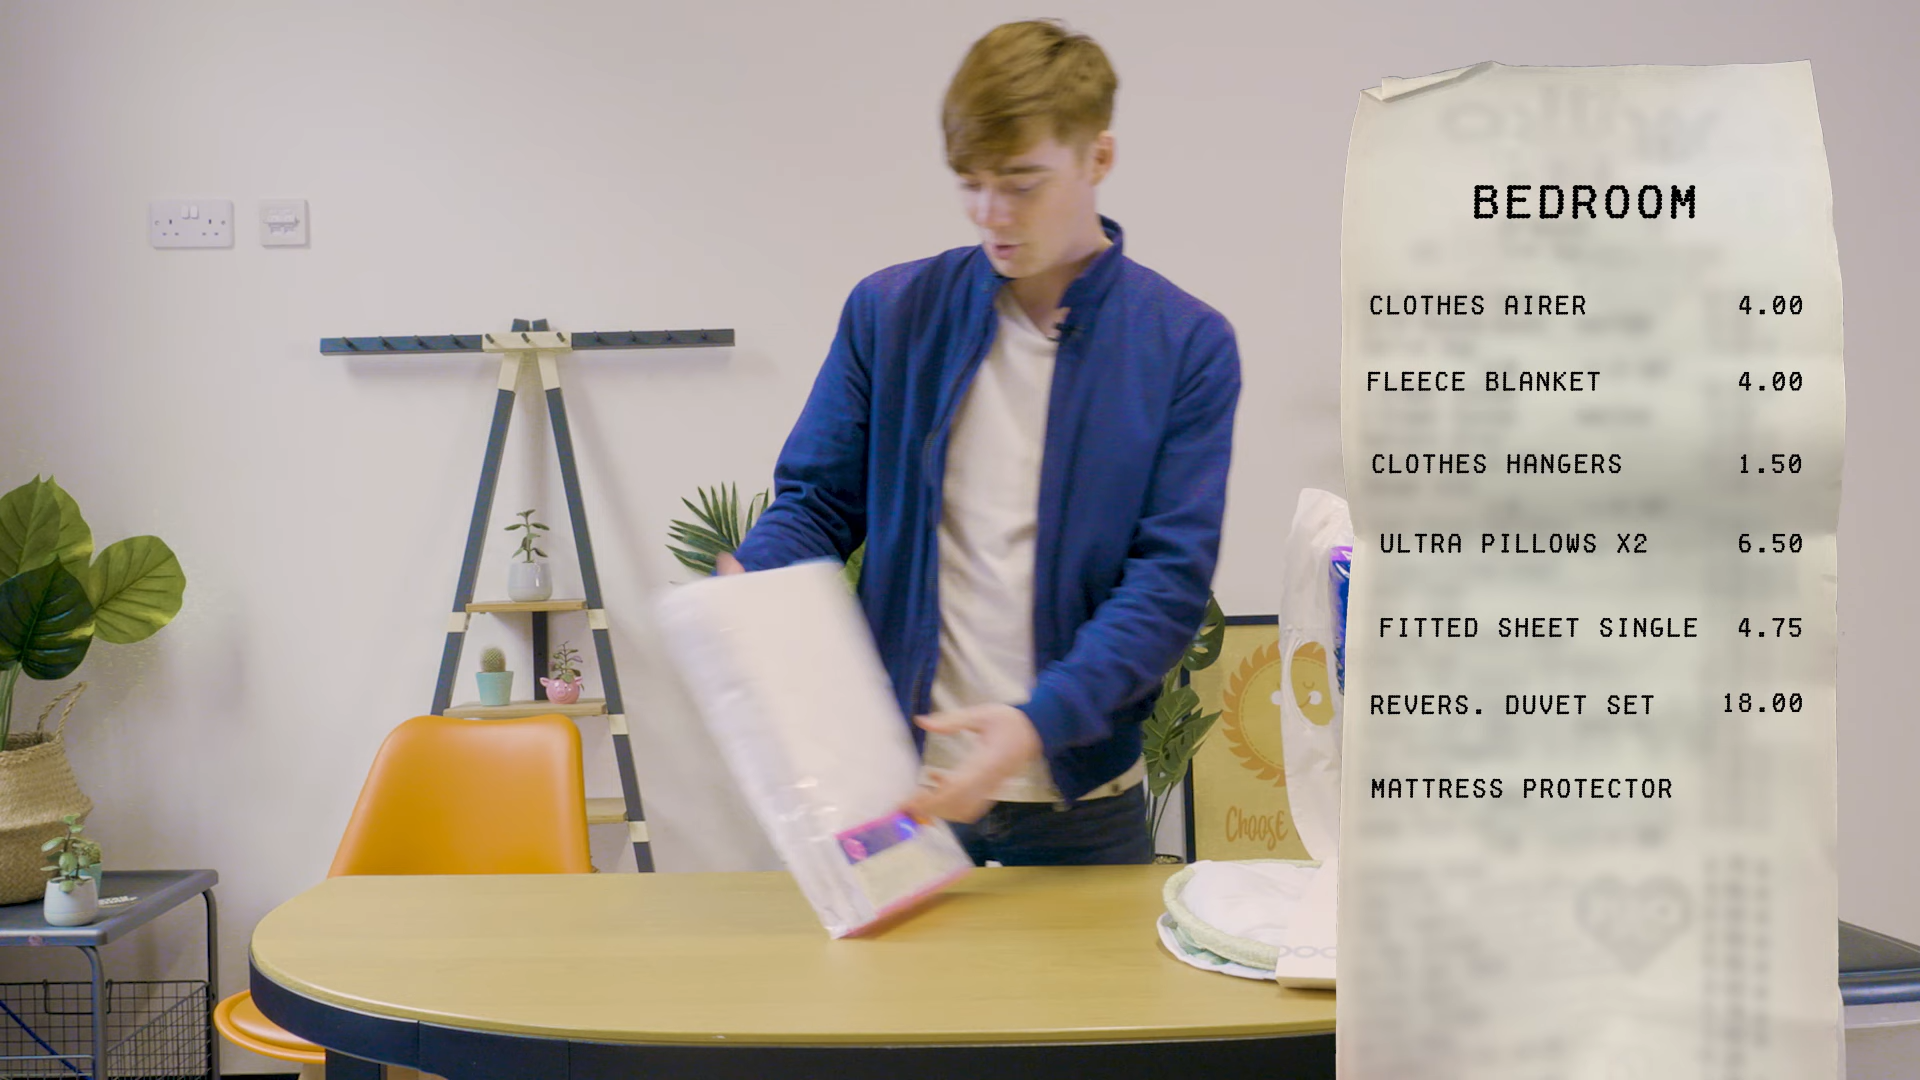 BEDROOM
CLOTHES AIRER 4.00
FLEECE BLANKET 4.00
CLOTHES HANGERS 1.50
ULTRA PILLOWS X2 6.50
FITTED SHEET SINGLE 4.75
REVERS. DUVET SET 18.00
MATTRESS PROTECTOR
Choose